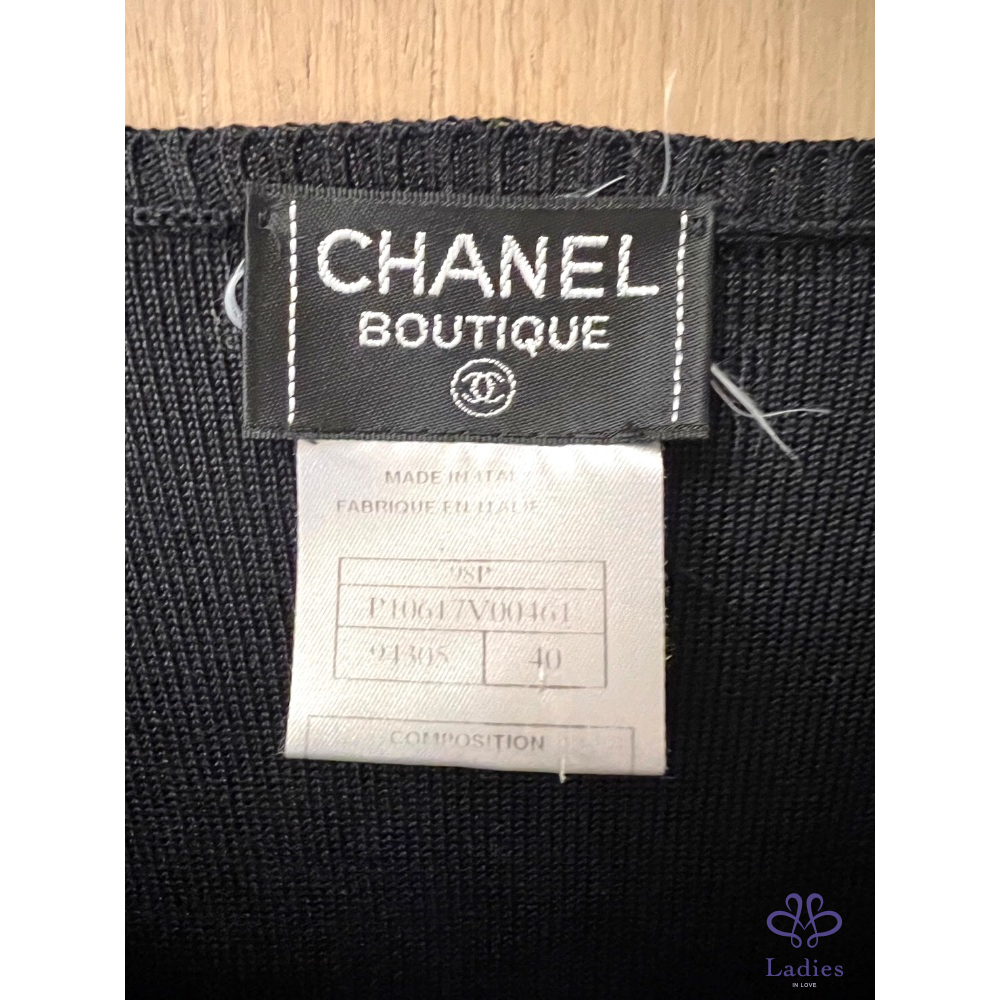 CHANEL
BOUTIQUE
MADE IN ITALY
FABRIQUE EN ITALIE
98P
P10617V00461
94305 40
COMPOSITION
Ladies
IN LOVE